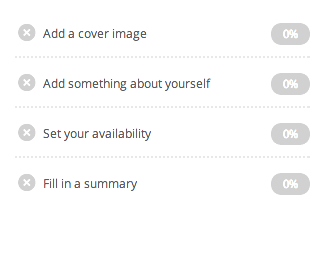 Add a cover image 0%
Add something about yourself 0%
Set your availability 0%
Fill in a summary 0%